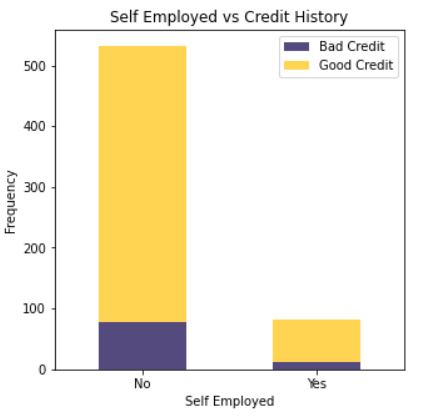 Self Employed vs Credit History
Bad Credit
Good Credit
500
400
300
200
100
0
Frequency
No
Yes
Self Employed